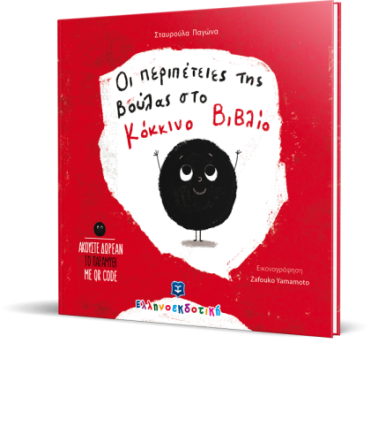 Σταυρούλα Παγώνα
Οι περιπέτειες της
Βούλας στο
Κόκκινο Βιβλίο
ΑΚΟΥΣΤΕ ΔΩΡΕΑΝ
ΤΟ ΠΑΡΑΜΥΘΙ
ΜΕ QR CODE
Εικονογράφηση
Zafouko Yamamoto
ελληνοεκδοτική